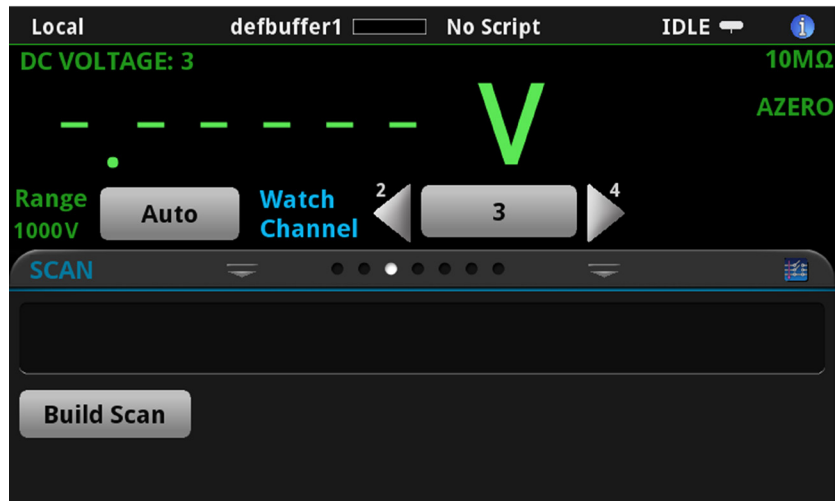 Local defbuffer1 No Script IDLE
DC VOLTAGE: 3 10MΩ
-.----- V AZERO
Range Auto Watch 2 3 4
1000V Channel
SCAN
Build Scan